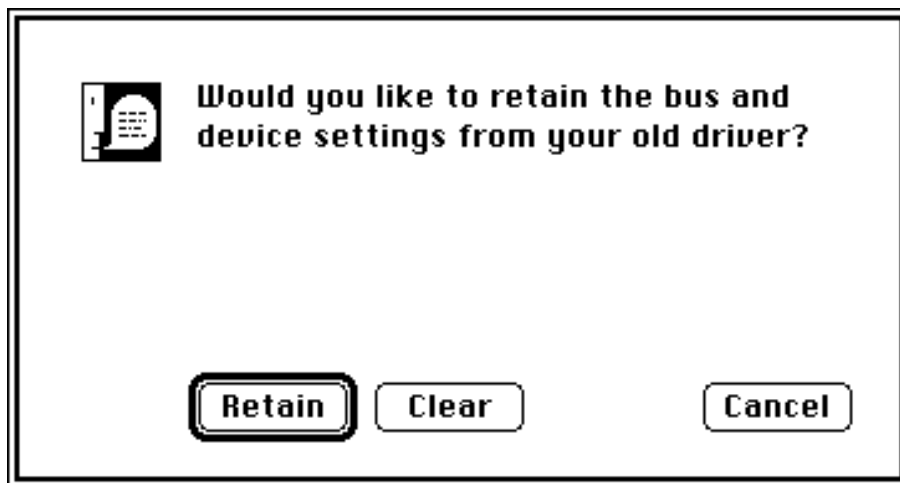 Would you like to retain the bus and
device settings from your old driver?
Retain Clear Cancel